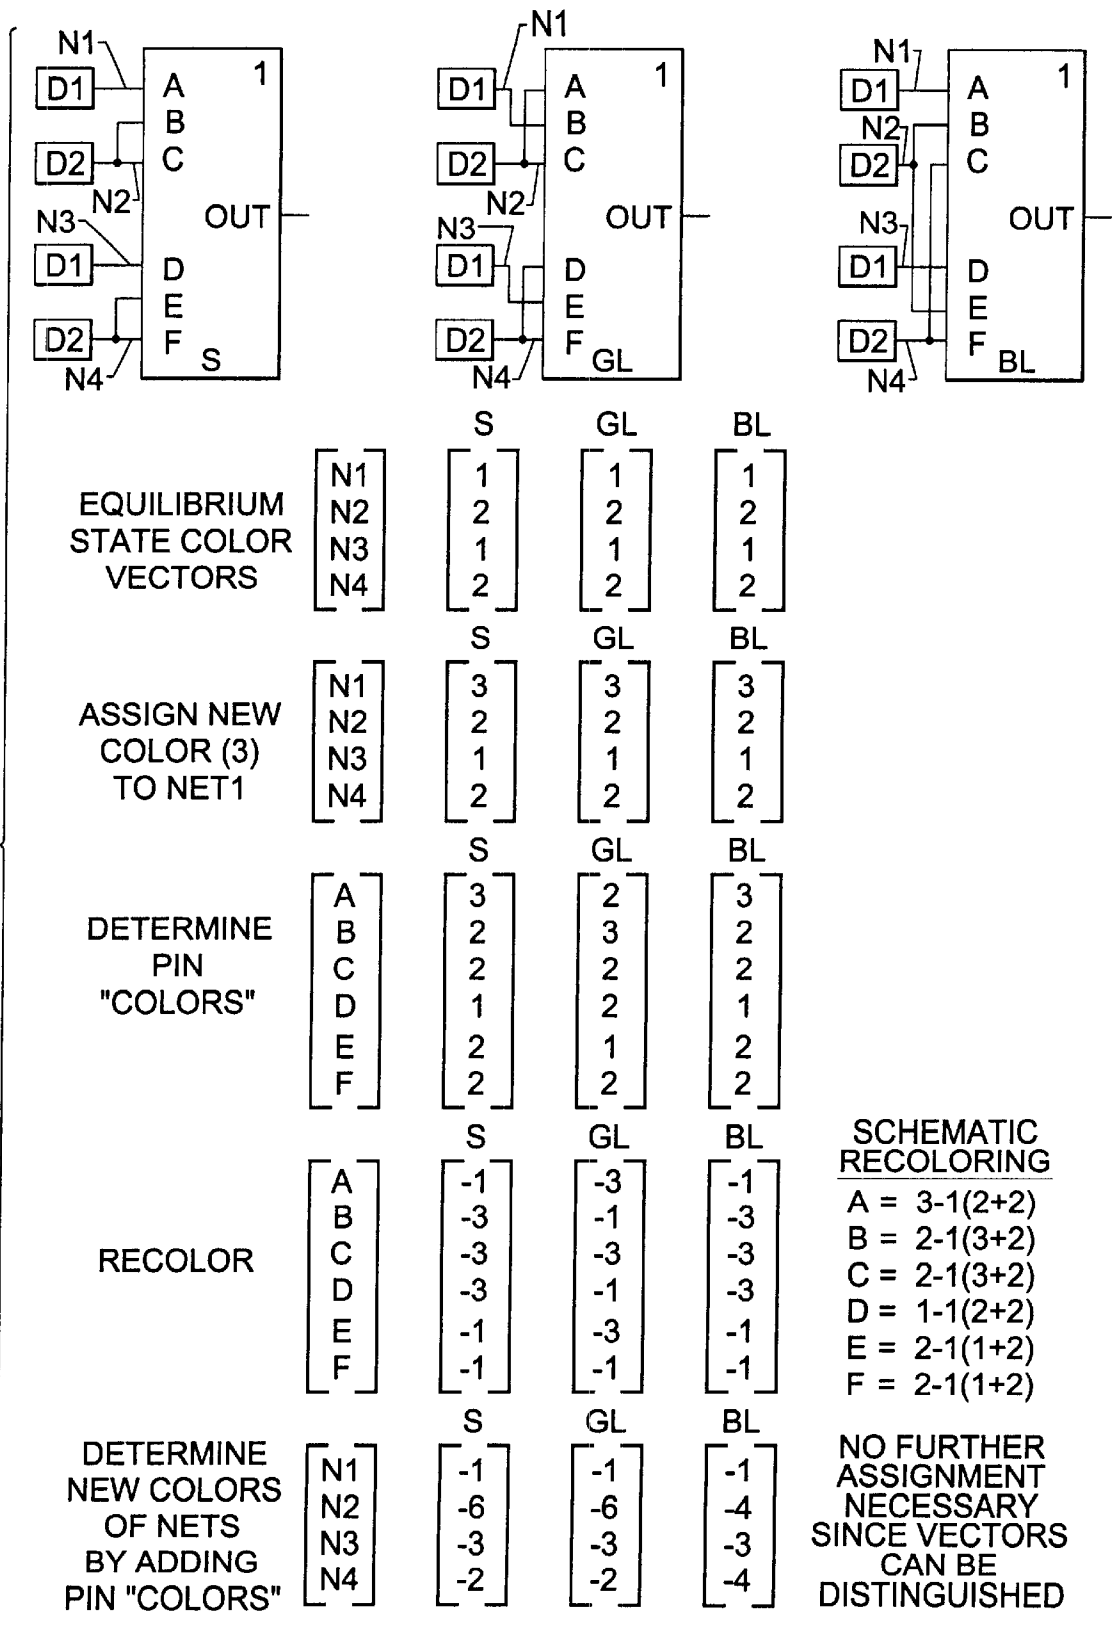 N1
D1
A
1
B
D2
C
N2
OUT
N3
D1
D
E
D2
F
S
N4
N1
D1
A
1
B
D2
C
N2
OUT
N3
D1
D
E
D2
F
GL
N4
N1
D1
A
1
B
N2
D2
C
OUT
N3
D1
D
E
D2
F
BL
N4
S GL BL
EQUILIBRIUM
STATE COLOR
VECTORS
N1 1 1 1
N2 2 2 2
N3 1 1 1
N4 2 2 2
S GL BL
ASSIGN NEW
COLOR (3)
TO NET1
N1 3 3 3
N2 2 2 2
N3 1 1 1
N4 2 2 2
S GL BL
DETERMINE
PIN
"COLORS"
A 3 2 3
B 2 3 2
C 2 2 2
D 1 2 1
E 2 1 2
F 2 2 2
S GL BL
RECOLOR
A -1 -3 -1
B -3 -1 -3
C -3 -3 -3
D -3 -1 -3
E -1 -3 -1
F -1 -1 -1
SCHEMATIC
RECOLORING
A = 3-1(2+2)
B = 2-1(3+2)
C = 2-1(3+2)
D = 1-1(2+2)
E = 2-1(1+2)
F = 2-1(1+2)
S GL BL
DETERMINE
NEW COLORS
OF NETS
BY ADDING
PIN "COLORS"
N1 -1 -1 -1
N2 -6 -6 -4
N3 -3 -3 -3
N4 -2 -2 -4
NO FURTHER
ASSIGNMENT
NECESSARY
SINCE VECTORS
CAN BE
DISTINGUISHED